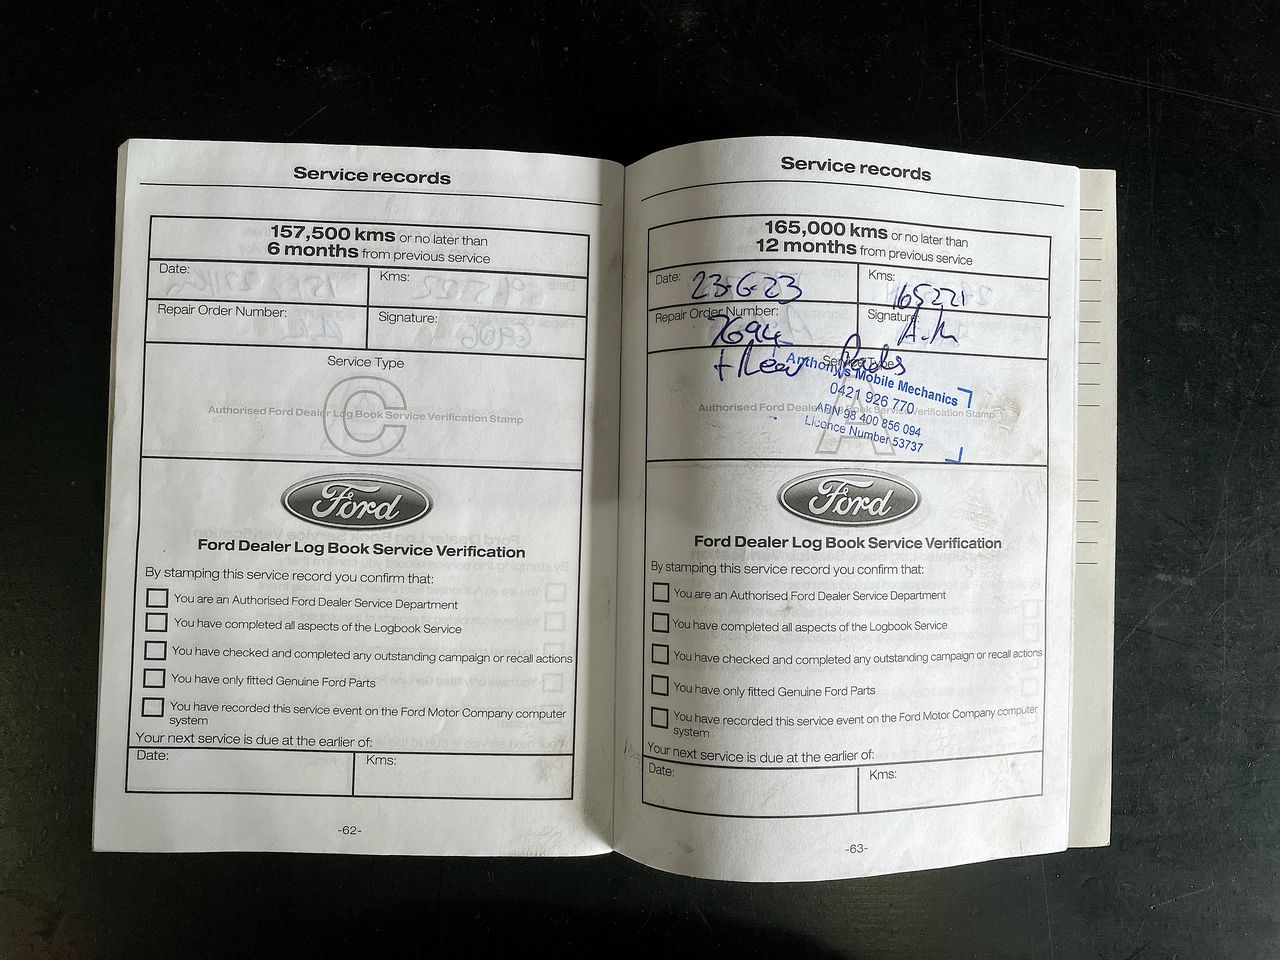 Service records
157,500 kms or no later than
6 months from previous service
Date:
Kms:
Repair Order Number:
Signature:
Service Type
C
Authorised Ford Dealer Log Book Service Verification Stamp
Ford
Ford Dealer Log Book Service Verification
By stamping this service record you confirm that:
You are an Authorised Ford Dealer Service Department
You have completed all aspects of the Logbook Service
You have checked and completed any outstanding campaign or recall actions
You have only fitted Genuine Ford Parts
You have recorded this service event on the Ford Motor Company computer
system
Your next service is due at the earlier of:
Date:
Kms:
-62-
Service records
165,000 kms or no later than
12 months from previous service
Date: 23-6-23
Kms: 165221
Repair Order Number:
Signature:
Service Type
Anthonys Mobile Mechanics
0421 926 770
ABN 98 400 856 094
Licence Number 53737
A
Authorised Ford Dealer Log Book Service Verification Stamp
Ford
Ford Dealer Log Book Service Verification
By stamping this service record you confirm that:
You are an Authorised Ford Dealer Service Department
You have completed all aspects of the Logbook Service
You have checked and completed any outstanding campaign or recall actions
You have only fitted Genuine Ford Parts
You have recorded this service event on the Ford Motor Company computer
system
Your next service is due at the earlier of:
Date:
Kms:
-63-